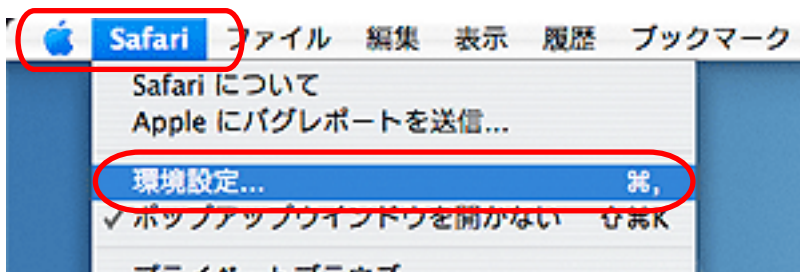 Safari ファイル 編集 表示 履歴 ブックマーク
Safari について
Apple にバグレポートを送信...
環境設定... ⌘,
✓ポップアップウインドウを開かない ⇧⌘K